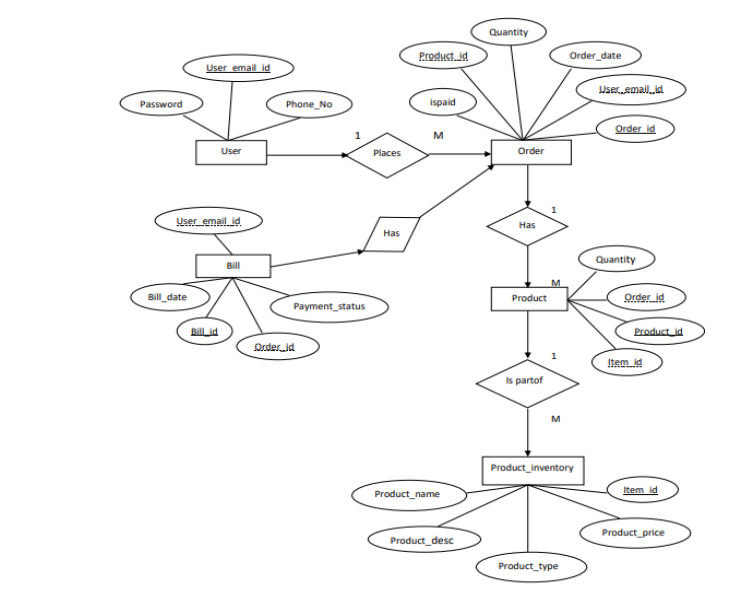 Quantity
Product_id
Order_date
User_email_id
User_email_id
ispaid
Password
Phone_No
Order_id
1
M
User
Places
Order
User_email_id
1
Has
Has
Quantity
Bill
M
Bill_date
Payment_status
Product
Order_id
Bill_id
Product_id
Order_id
1
Item_id
Is partof
M
Product_inventory
Product_name
Item_id
Product_desc
Product_price
Product_type